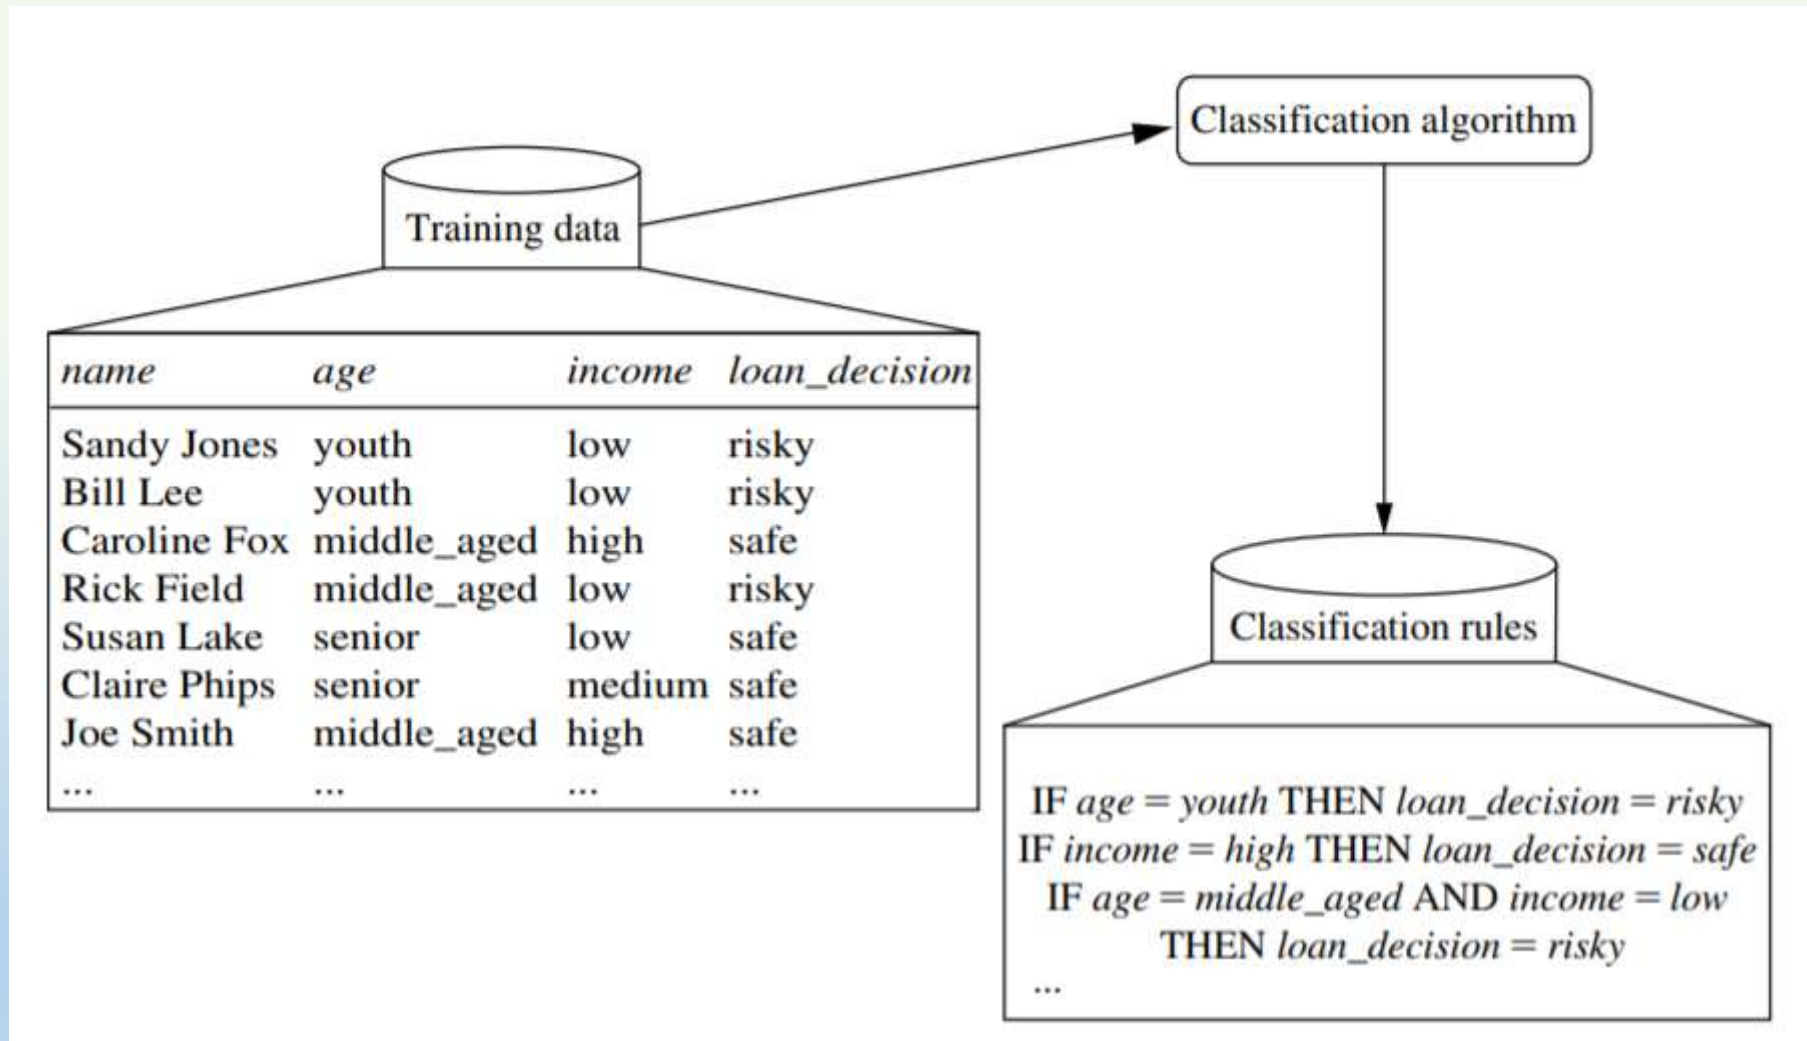 Classification algorithm
Training data
name age income loan_decision
Sandy Jones youth low risky
Bill Lee youth low risky
Caroline Fox middle_aged high safe
Rick Field middle_aged low risky
Susan Lake senior low safe
Claire Phips senior medium safe
Joe Smith middle_aged high safe
... ... ... ...
Classification rules
IF age = youth THEN loan_decision = risky
IF income = high THEN loan_decision = safe
IF age = middle_aged AND income = low
THEN loan_decision = risky
...